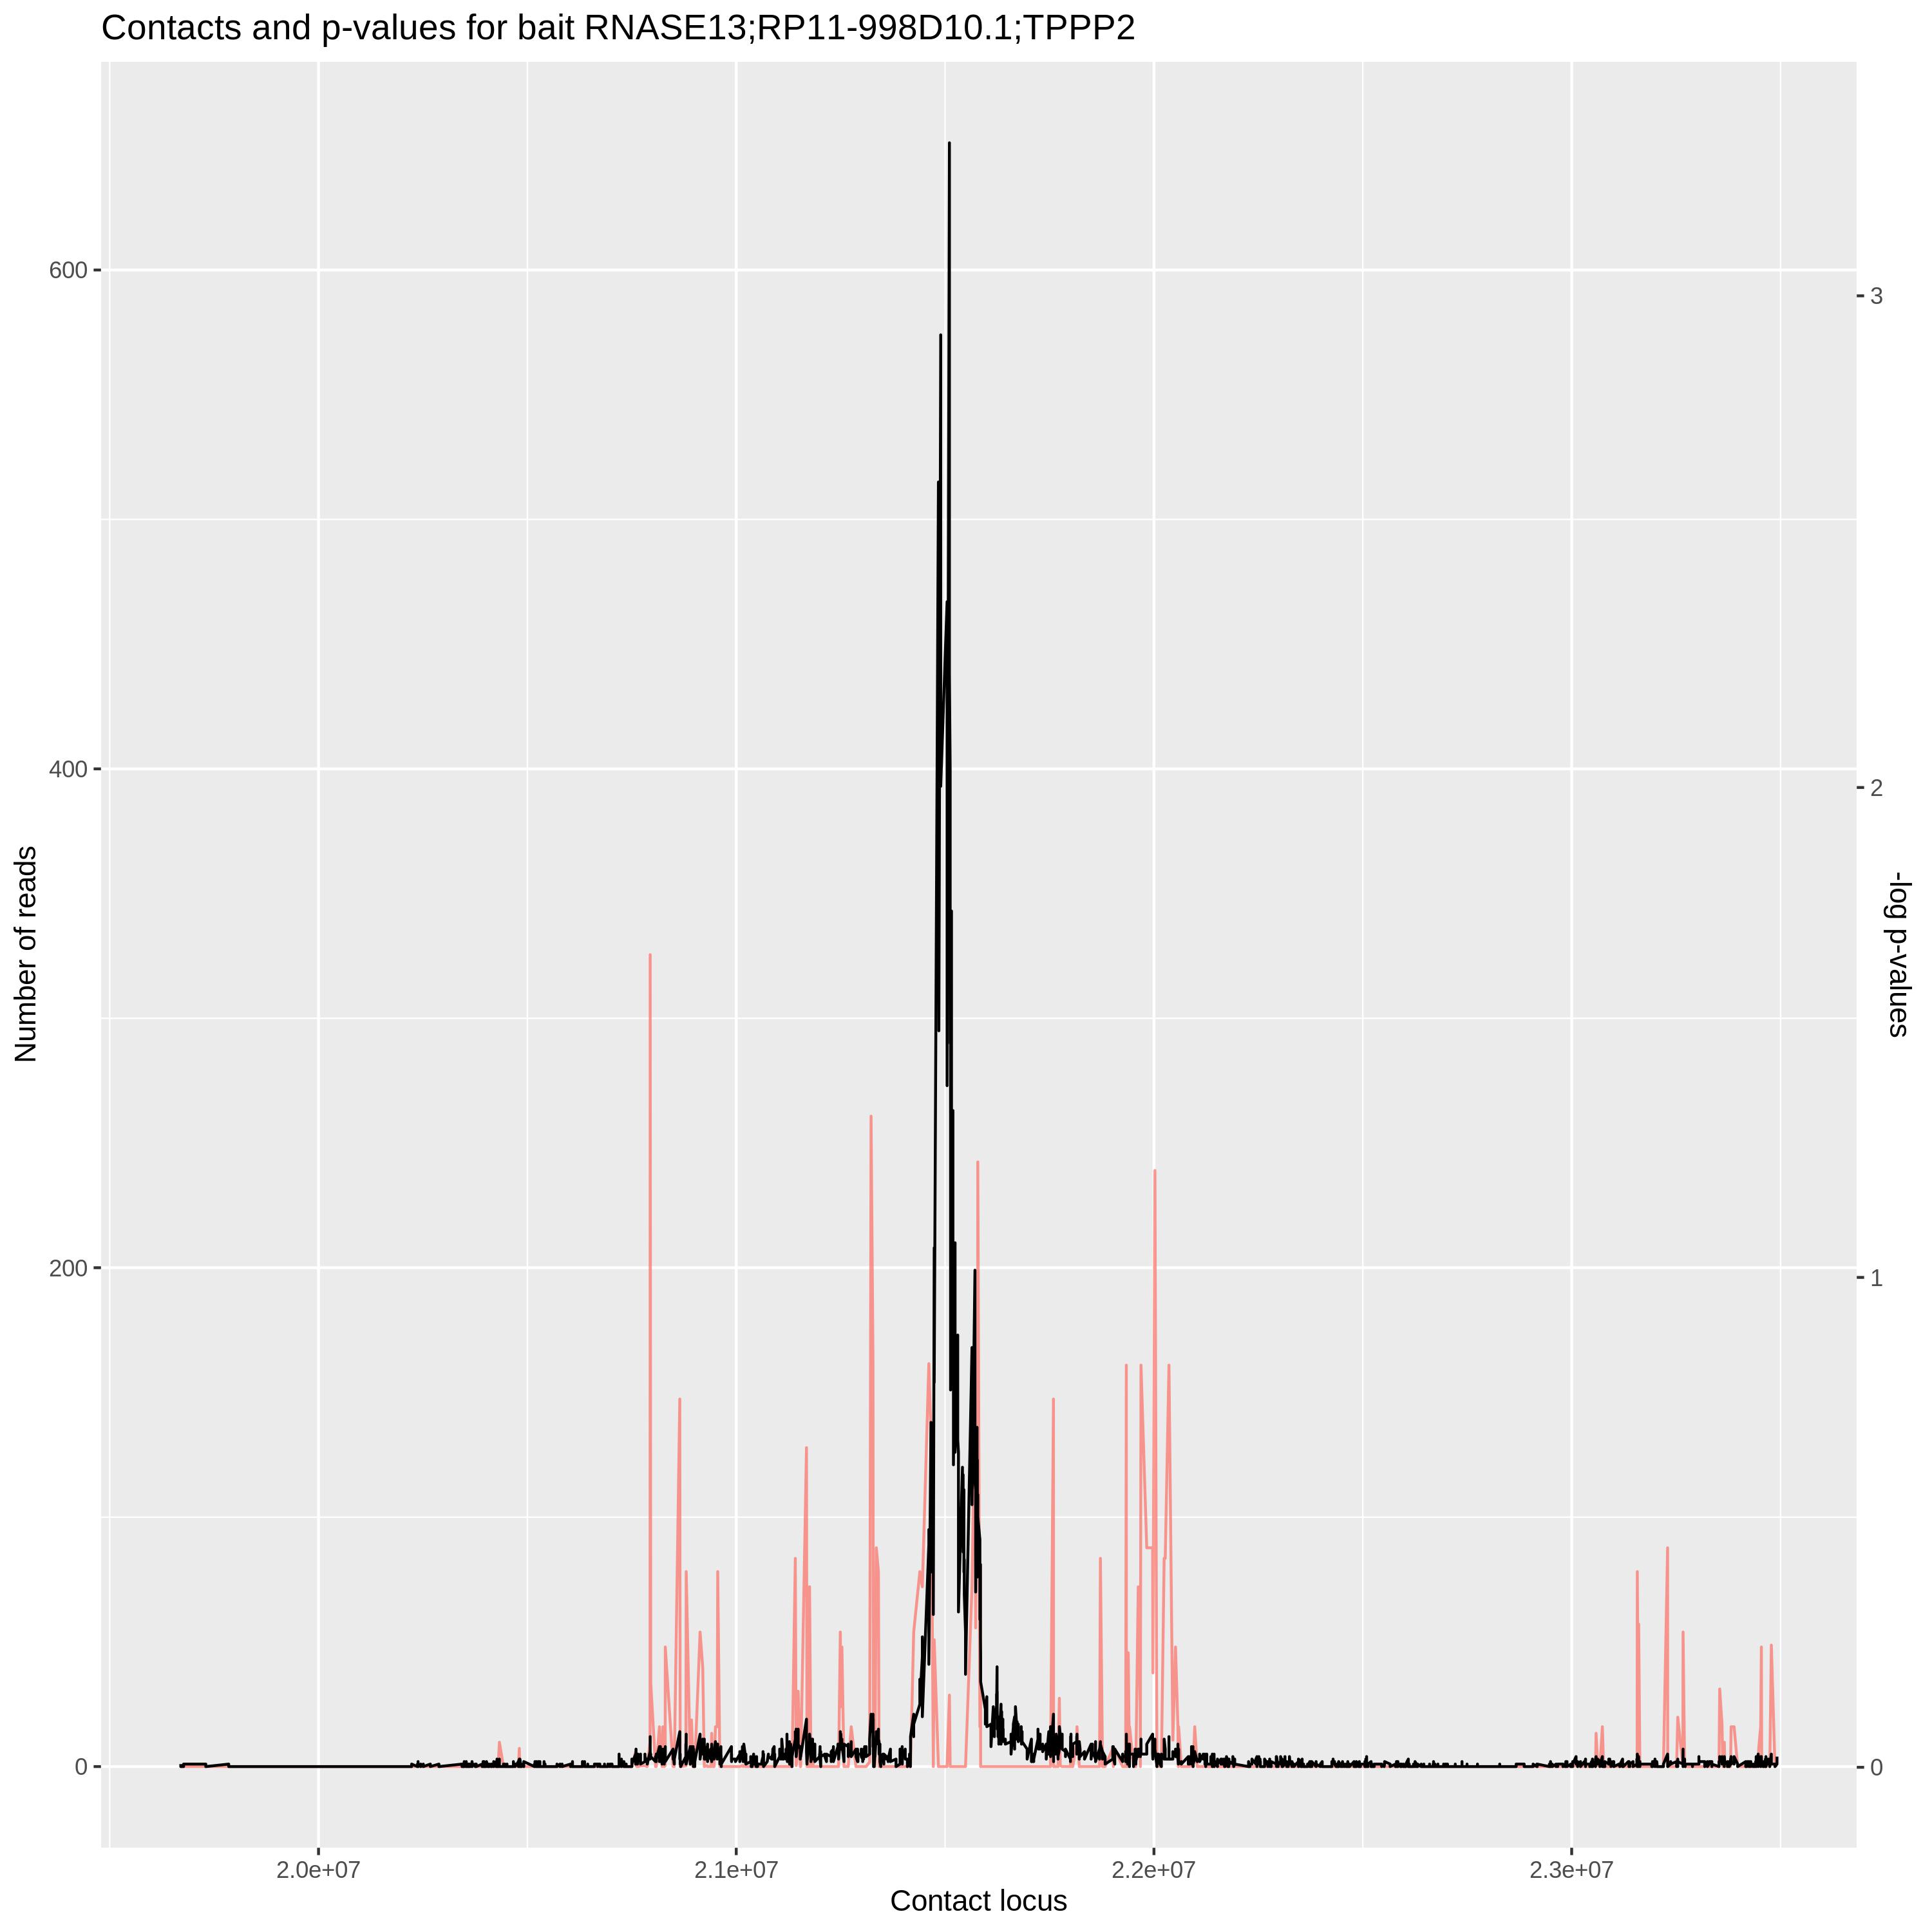 Contacts and p-values for bait RNASE13;RP11-998D10.1;TPPP2
Number of reads
600
400
200
0
3
2
1
0
-log p-values
2.0e+07
2.1e+07
2.2e+07
2.3e+07
Contact locus